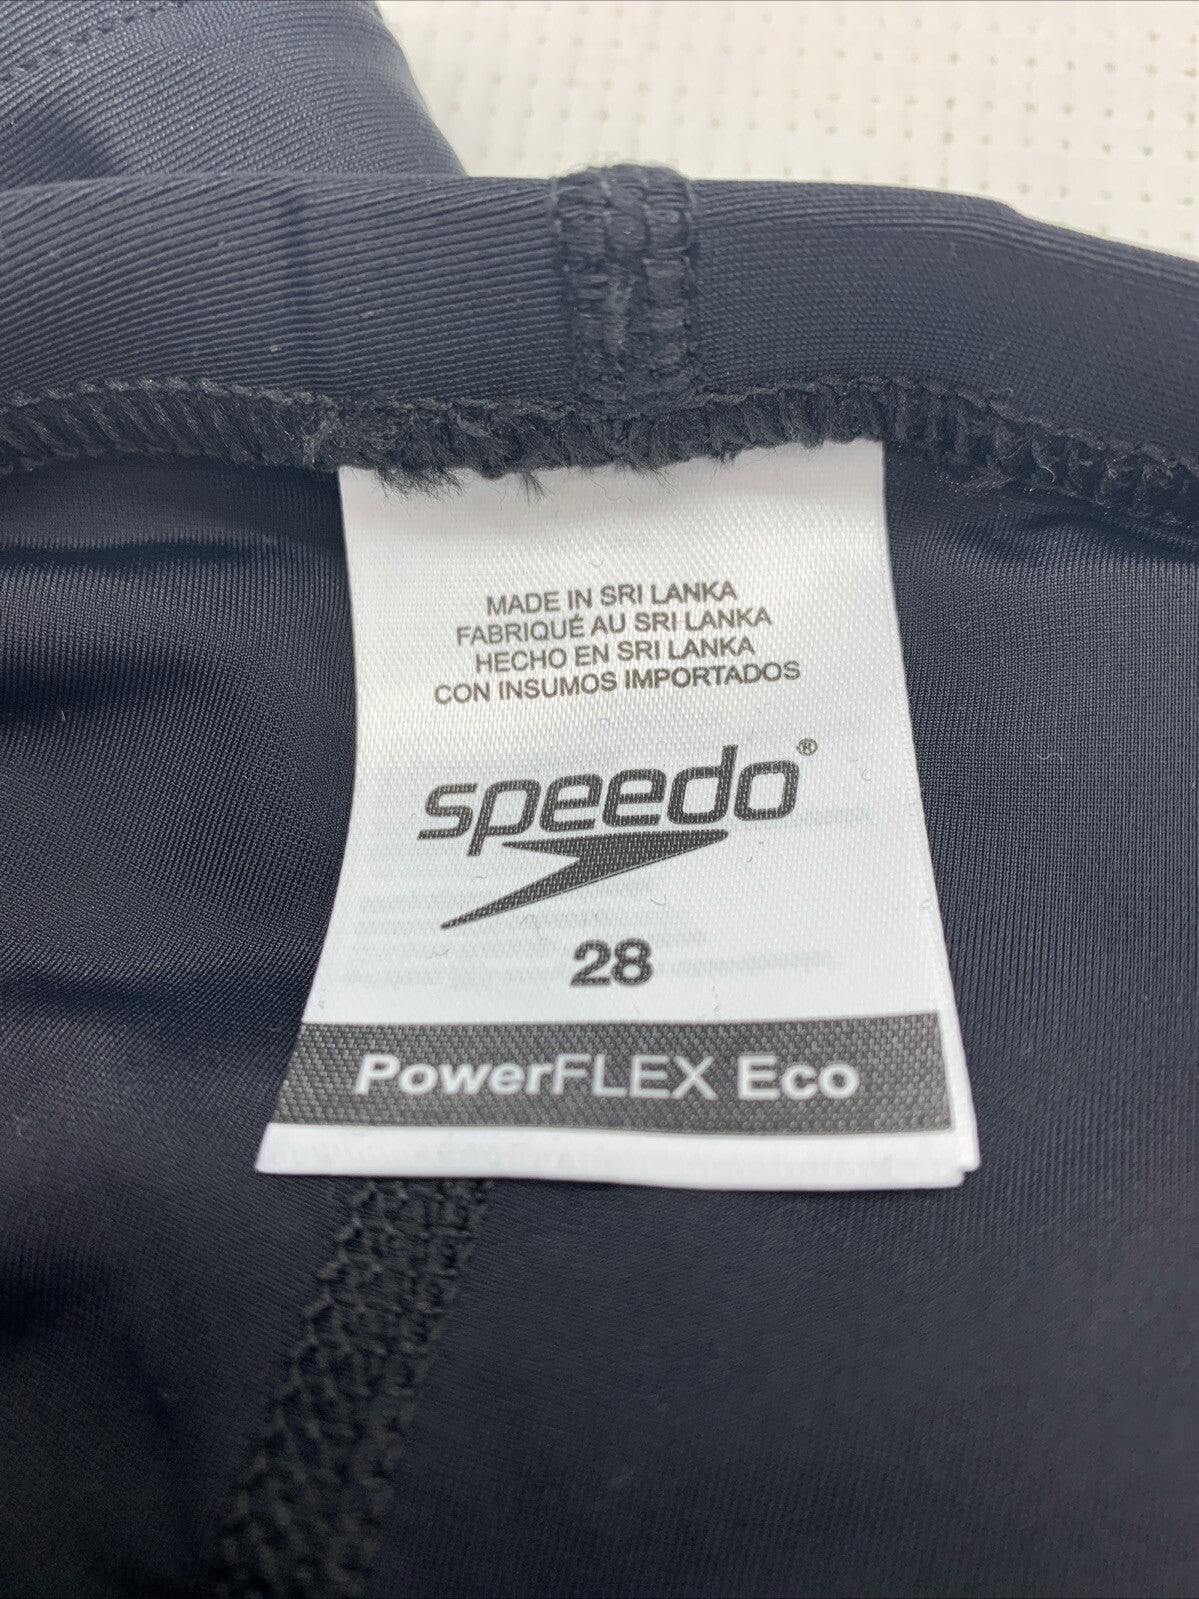 MADE IN SRI LANKA
FABRIQUÉ AU SRI LANKA
HECHO EN SRI LANKA
CON INSUMOS IMPORTADOS
speedo®
28
PowerFLEX Eco